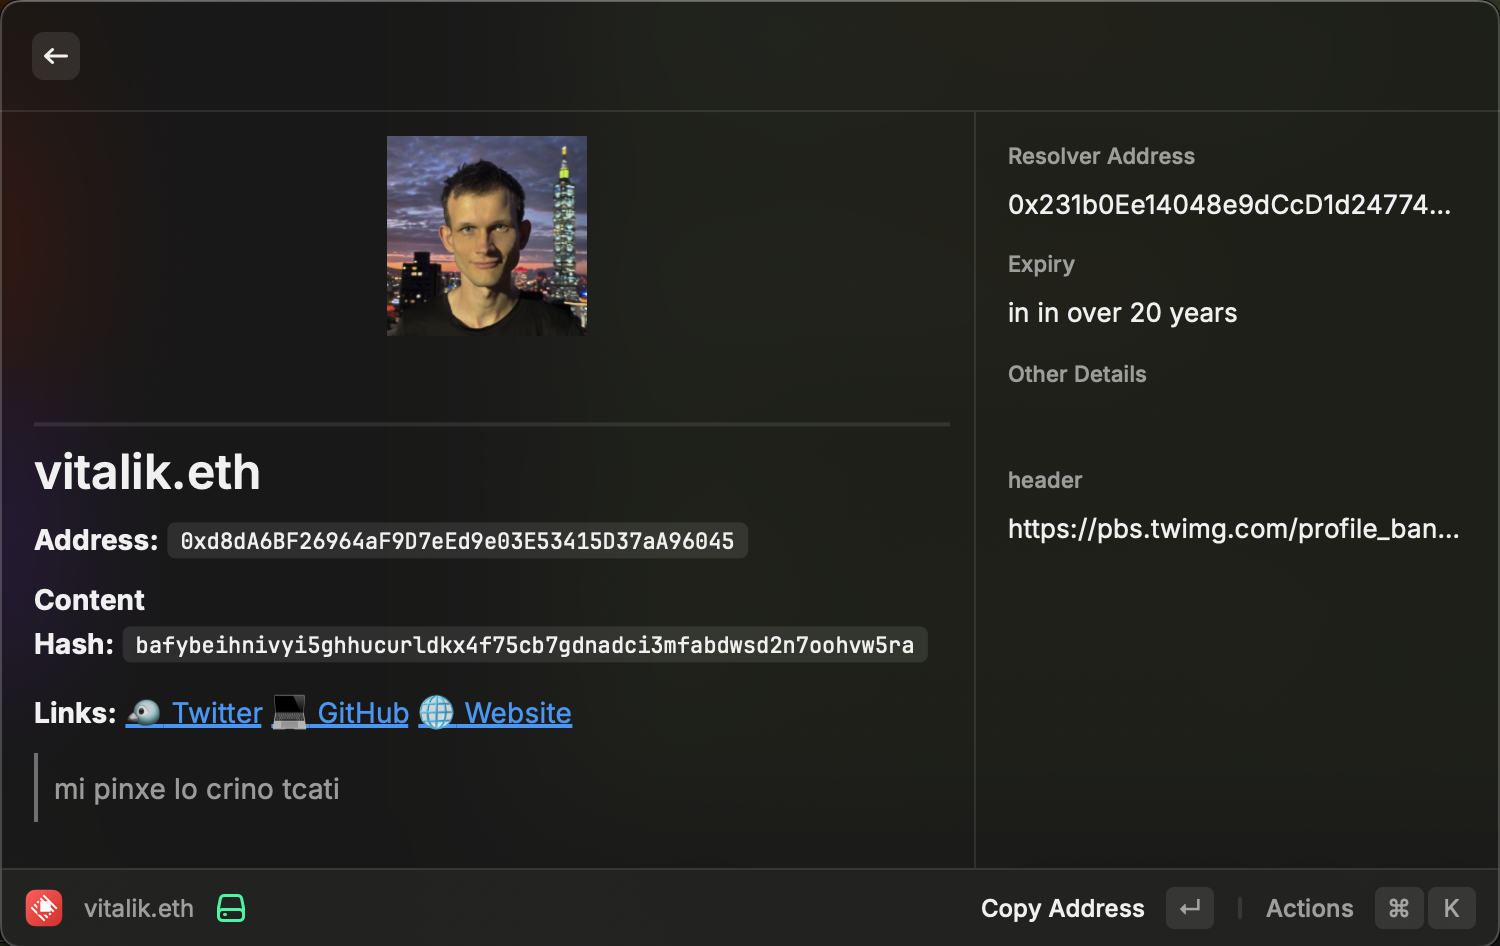 vitalik.eth
Address: 0xd8dA6BF26964aF9D7eEd9e03E53415D37aA96045
Content
Hash: bafybeihnivyi5ghhucurldkx4f75cb7gdnadci3mfabdwsd2n7oohvw5ra
Links: Twitter GitHub Website
mi pinxe lo crino tcati
Resolver Address
0x231b0Ee14048e9dCcD1d24774...
Expiry
in in over 20 years
Other Details
header
https://pbs.twimg.com/profile_ban...
vitalik.eth
Copy Address
Actions ⌘ K